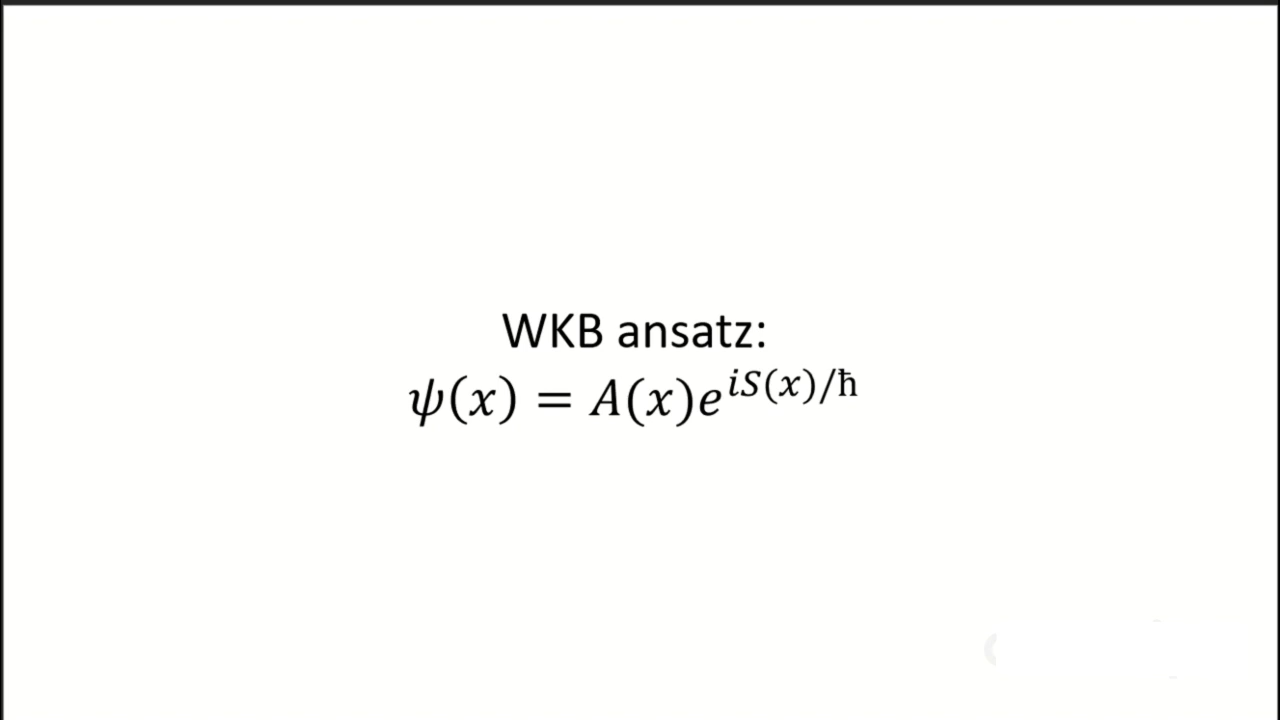 WKB ansatz:
ψ(x) = A(x)e^{iS(x)/ħ}